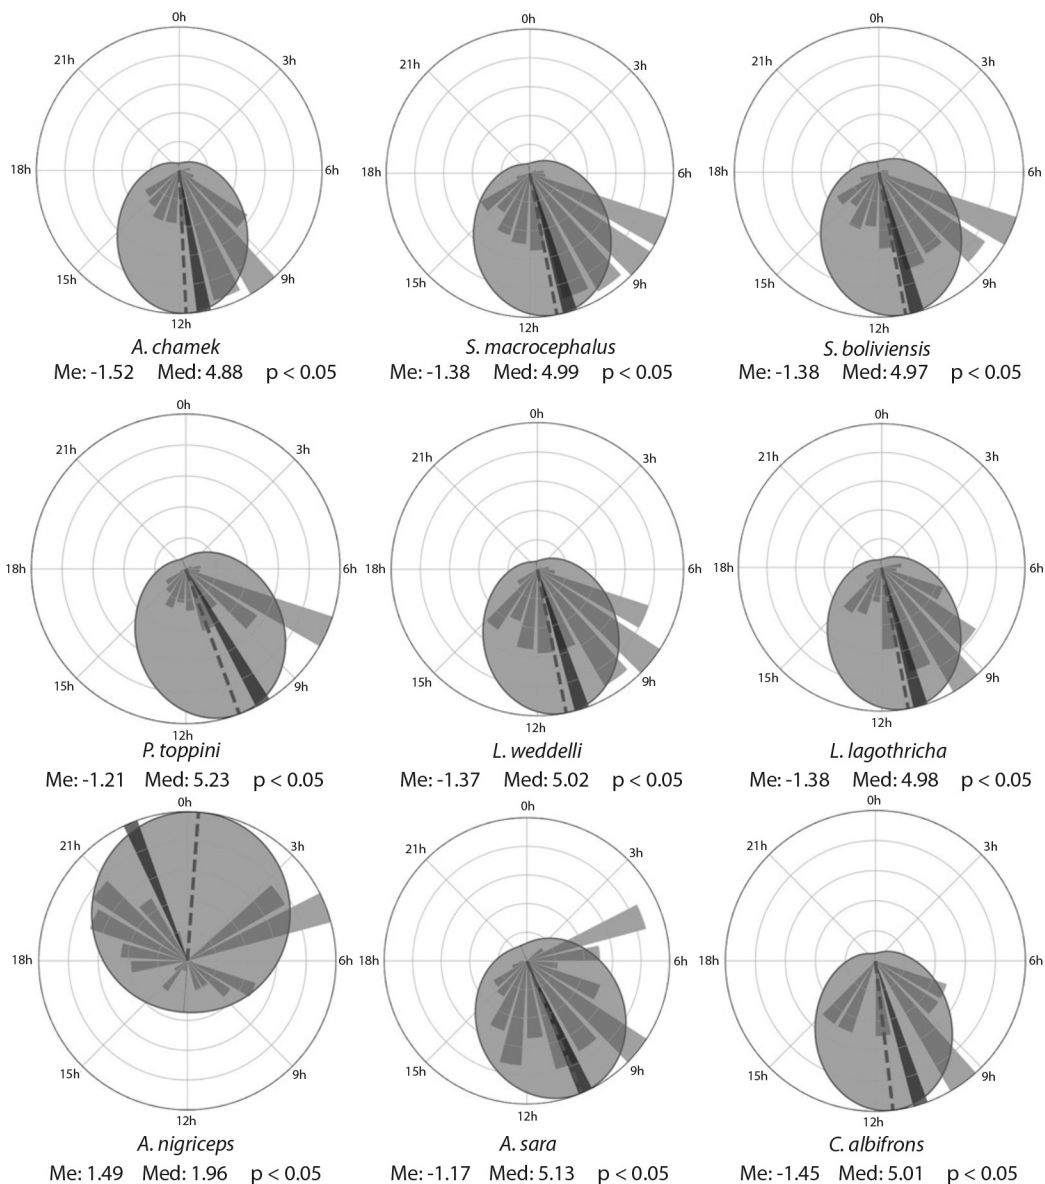 0h
21h 3h
18h 6h
15h 9h
12h
A. chamek
Me: -1.52 Med: 4.88 p < 0.05
0h
21h 3h
18h 6h
15h 9h
12h
S. macrocephalus
Me: -1.38 Med: 4.99 p < 0.05
0h
21h 3h
18h 6h
15h 9h
12h
S. boliviensis
Me: -1.38 Med: 4.97 p < 0.05
0h
21h 3h
18h 6h
15h 9h
12h
P. toppini
Me: -1.21 Med: 5.23 p < 0.05
0h
21h 3h
18h 6h
15h 9h
12h
L. weddelli
Me: -1.37 Med: 5.02 p < 0.05
0h
21h 3h
18h 6h
15h 9h
12h
L. lagothricha
Me: -1.38 Med: 4.98 p < 0.05
0h
21h 3h
18h 6h
15h 9h
12h
A. nigriceps
Me: 1.49 Med: 1.96 p < 0.05
0h
21h 3h
18h 6h
15h 9h
12h
A. sara
Me: -1.17 Med: 5.13 p < 0.05
0h
21h 3h
18h 6h
15h 9h
12h
C. albifrons
Me: -1.45 Med: 5.01 p < 0.05